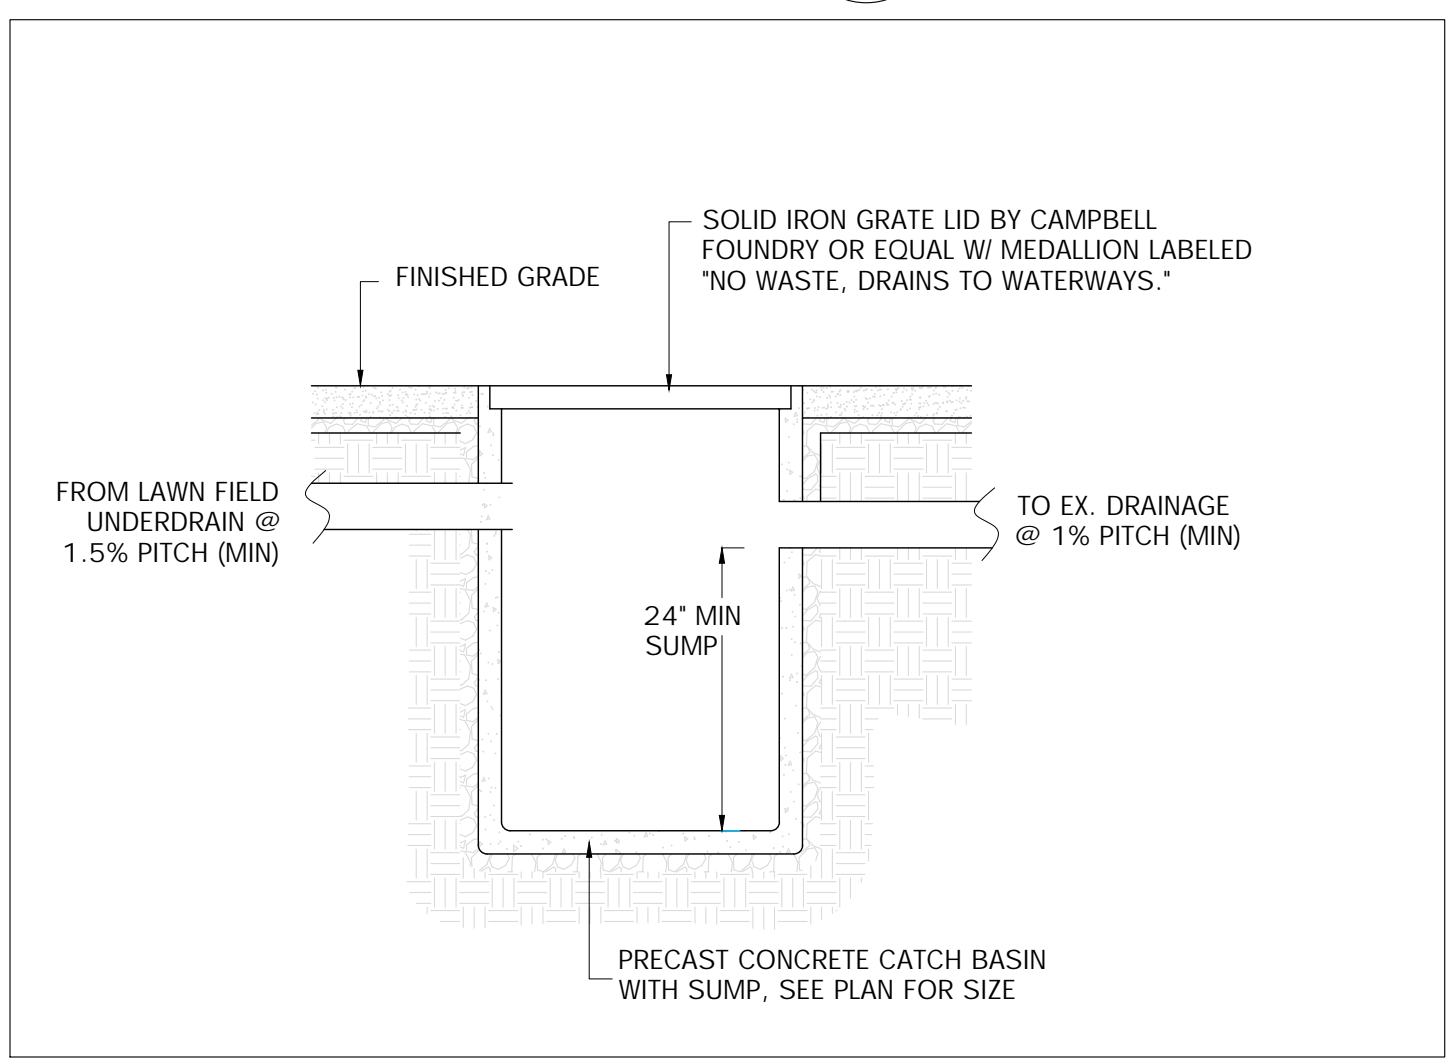 SOLID IRON GRATE LID BY CAMPBELL
FOUNDRY OR EQUAL W/ MEDALLION LABELED
"NO WASTE, DRAINS TO WATERWAYS."
FINISHED GRADE
FROM LAWN FIELD
UNDERDRAIN @
1.5% PITCH (MIN)
TO EX. DRAINAGE
@ 1% PITCH (MIN)
24" MIN
SUMP
PRECAST CONCRETE CATCH BASIN
WITH SUMP, SEE PLAN FOR SIZE